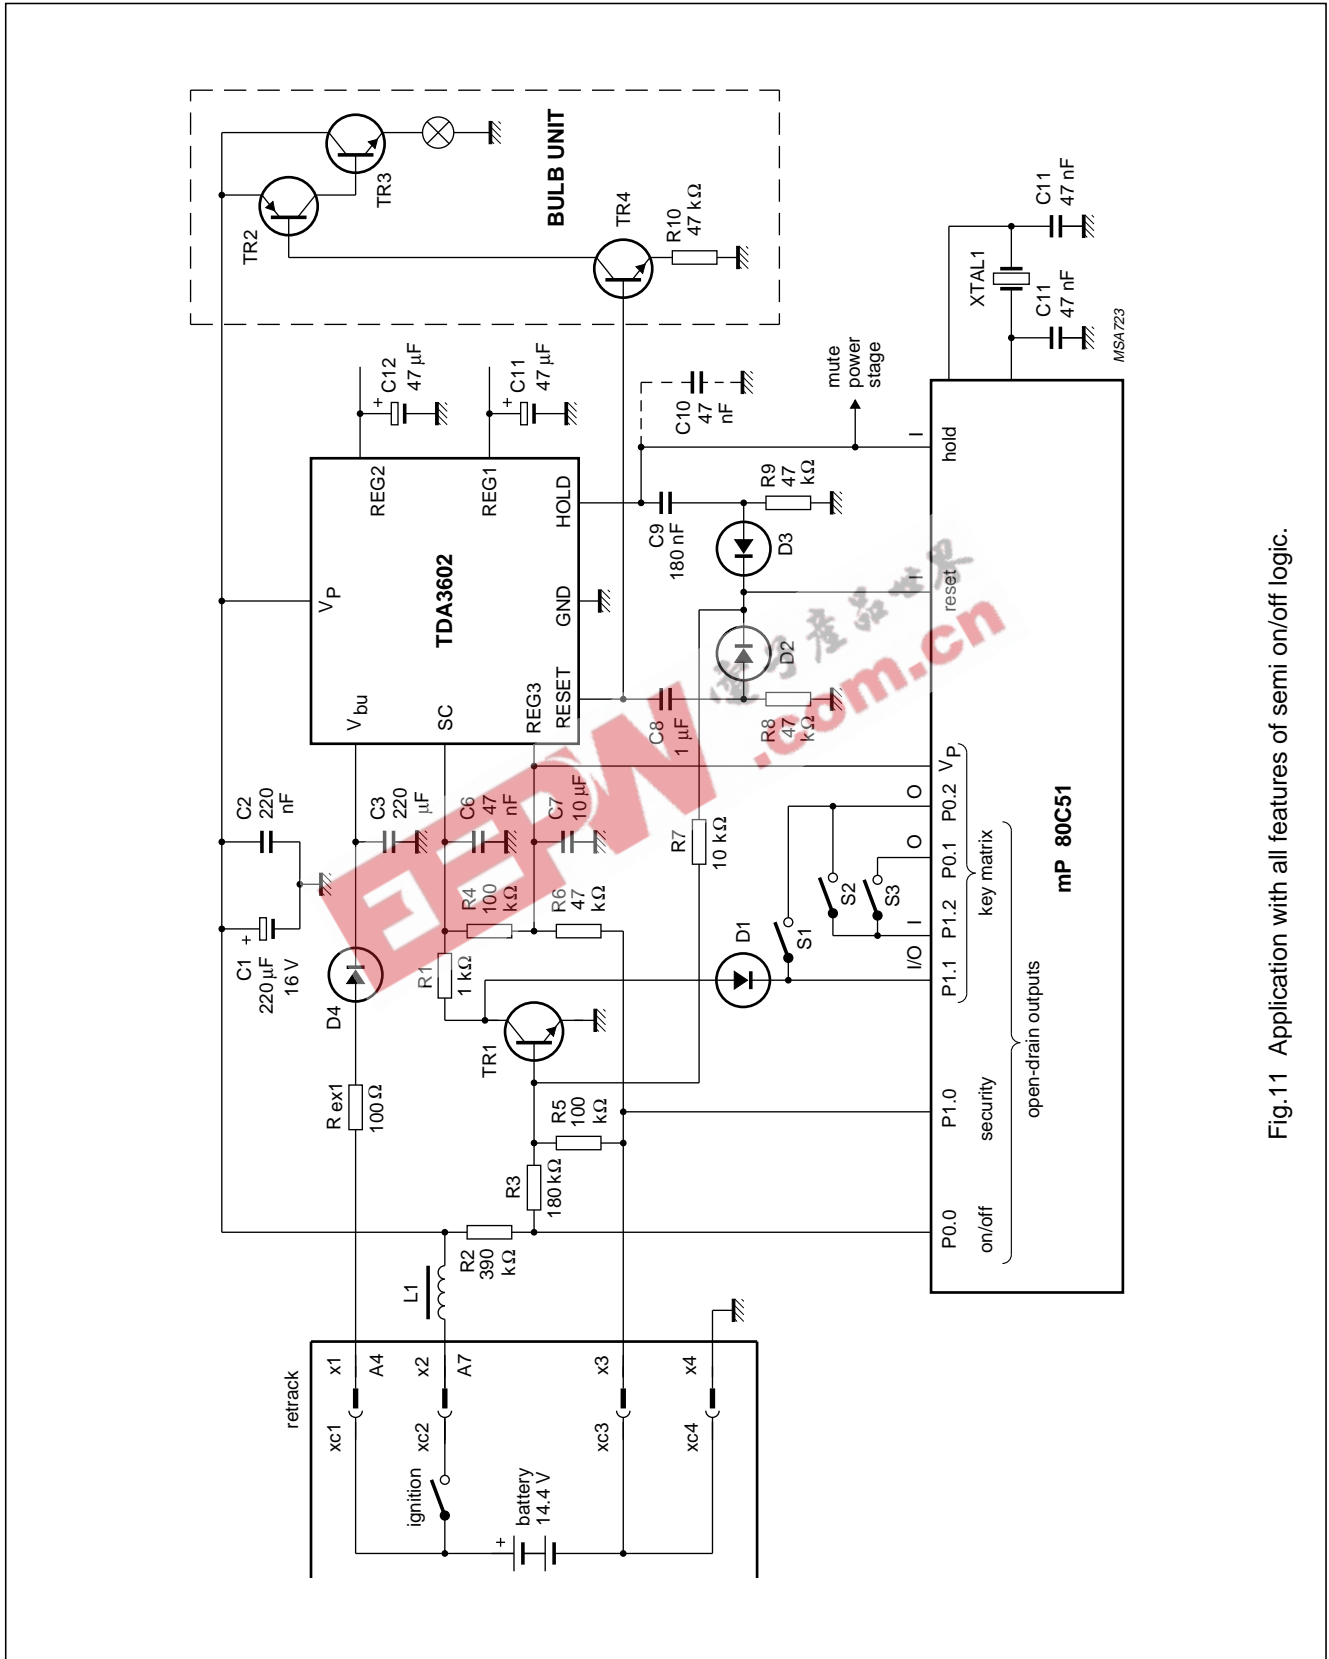 retrack
xc1
x1
A4
xc2
x2
A7
xc3
x3
xc4
x4
ignition
battery
14.4 V
+
L1
R2
390
kΩ
R3
180 kΩ
R5
100
kΩ
R ex1
100 Ω
D4
C1
220 µF
16 V
+
C2
220
nF
C3
220
µF
R1
1 kΩ
R4
100
kΩ
C6
47
nF
R6
47
kΩ
C7
10 µF
TR1
D1
S1
S2
S3
R7
10 kΩ
V bu
SC
REG3
RESET
VP
TDA3602
GND
REG2
REG1
HOLD
C12
47 µF
+
C11
47 µF
+
C8
1 µF
R8
47
kΩ
D2
D3
C9
180 nF
R9
47
kΩ
C10
47
nF
mute
power
stage
BULB UNIT
TR2
TR3
TR4
R10
47 kΩ
XTAL1
C11
47 nF
C11
47 nF
MSA723
P0.0
on/off
P1.0
security
I/O
P1.1
I
P1.2
O
P0.1
O
P0.2
VP
key matrix
open-drain outputs
I
reset
I
hold
mP 80C51
EEPW
.com.cn
電子産品世界
Fig.11 Application with all features of semi on/off logic.